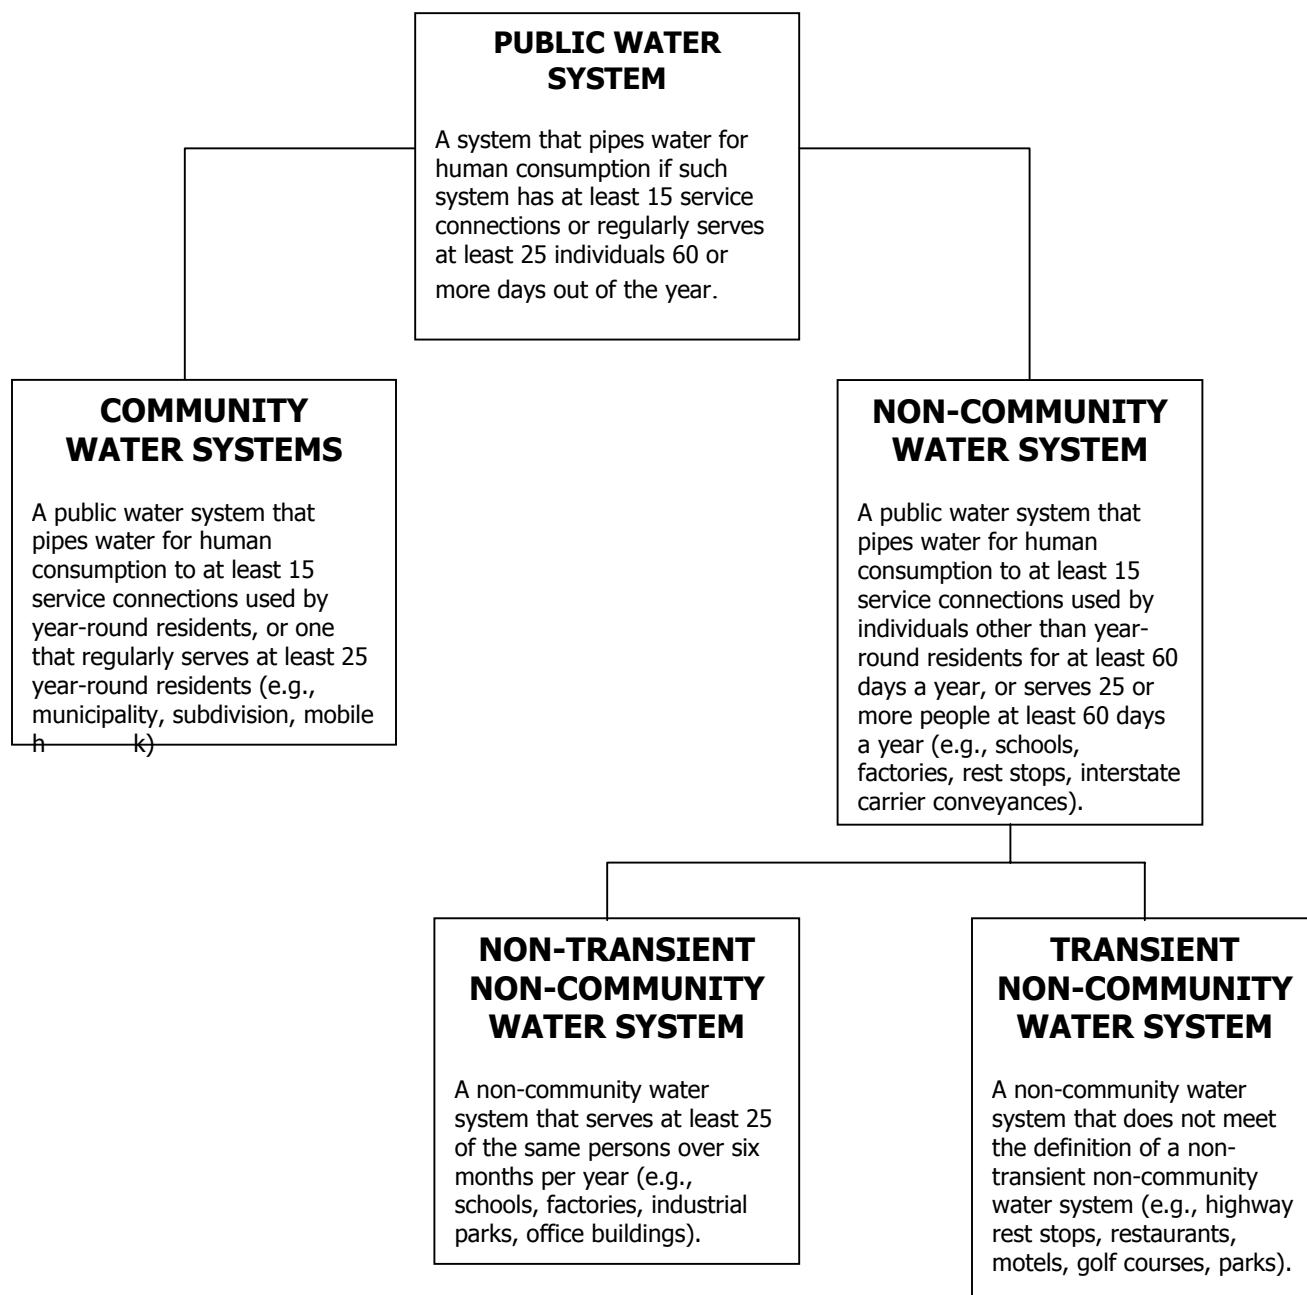 PUBLIC WATER
SYSTEM
A system that pipes water for
human consumption if such
system has at least 15 service
connections or regularly serves
at least 25 individuals 60 or
more days out of the year.
COMMUNITY
WATER SYSTEMS
A public water system that
pipes water for human
consumption to at least 15
service connections used by
year-round residents, or one
that regularly serves at least 25
year-round residents (e.g.,
municipality, subdivision, mobile
h k)
NON-COMMUNITY
WATER SYSTEM
A public water system that
pipes water for human
consumption to at least 15
service connections used by
individuals other than year-
round residents for at least 60
days a year, or serves 25 or
more people at least 60 days
a year (e.g., schools,
factories, rest stops, interstate
carrier conveyances).
NON-TRANSIENT
NON-COMMUNITY
WATER SYSTEM
A non-community water
system that serves at least 25
of the same persons over six
months per year (e.g.,
schools, factories, industrial
parks, office buildings).
TRANSIENT
NON-COMMUNITY
WATER SYSTEM
A non-community water
system that does not meet
the definition of a non-
transient non-community
water system (e.g., highway
rest stops, restaurants,
motels, golf courses, parks).